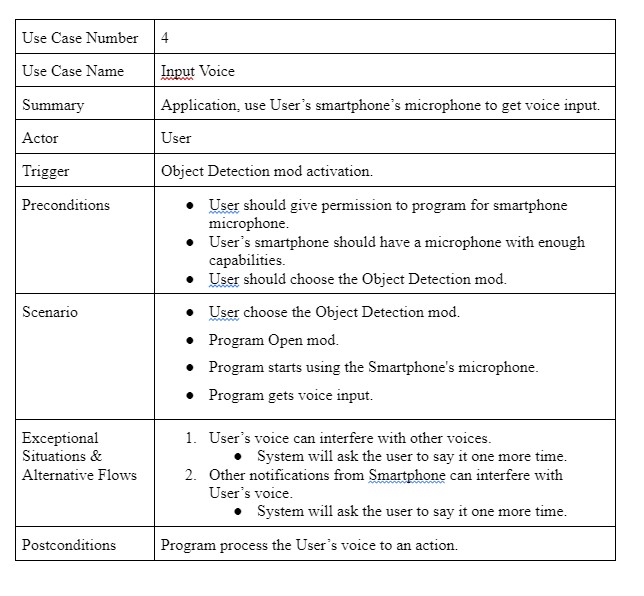 Use Case Number 4
Use Case Name Input Voice
Summary Application, use User's smartphone's microphone to get voice input.
Actor User
Trigger Object Detection mod activation.
Preconditions ● User should give permission to program for smartphone
microphone.
● User's smartphone should have a microphone with enough
capabilities.
● User should choose the Object Detection mod.
Scenario ● User choose the Object Detection mod.
● Program Open mod.
● Program starts using the Smartphone's microphone.
● Program gets voice input.
Exceptional
Situations &
Alternative Flows
1. User's voice can interfere with other voices.
● System will ask the user to say it one more time.
2. Other notifications from Smartphone can interfere with
User's voice.
● System will ask the user to say it one more time.
Postconditions Program process the User's voice to an action.